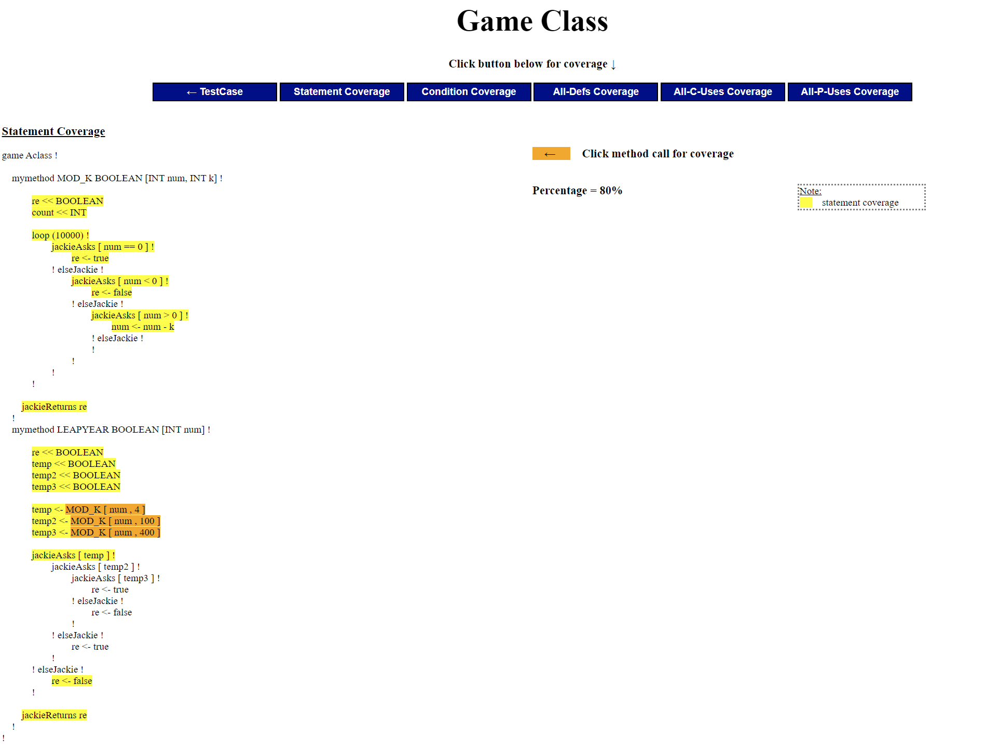 Game Class
Click button below for coverage ↓
← TestCase
Statement Coverage
Condition Coverage
All-Defs Coverage
All-C-Uses Coverage
All-P-Uses Coverage
Statement Coverage
game Aclass !
mymethod MOD_K BOOLEAN [INT num, INT k] !
re << BOOLEAN
count << INT
loop (10000) !
jackieAsks [ num == 0 ] !
re <- true
! elseJackie !
jackieAsks [ num < 0 ] !
re <- false
! elseJackie !
jackieAsks [ num > 0 ] !
num <- num - k
! elseJackie !
!
!
!
!
jackieReturns re
!
mymethod LEAPYEAR BOOLEAN [INT num] !
re << BOOLEAN
temp << BOOLEAN
temp2 << BOOLEAN
temp3 << BOOLEAN
temp <- MOD_K [ num , 4 ]
temp2 <- MOD_K [ num , 100 ]
temp3 <- MOD_K [ num , 400 ]
jackieAsks [ temp ] !
jackieAsks [ temp2 ] !
jackieAsks [ temp3 ] !
re <- true
! elseJackie !
re <- false
!
! elseJackie !
re <- true
!
! elseJackie !
re <- false
!
jackieReturns re
!
!
← Click method call for coverage
Percentage = 80%
Note:
statement coverage